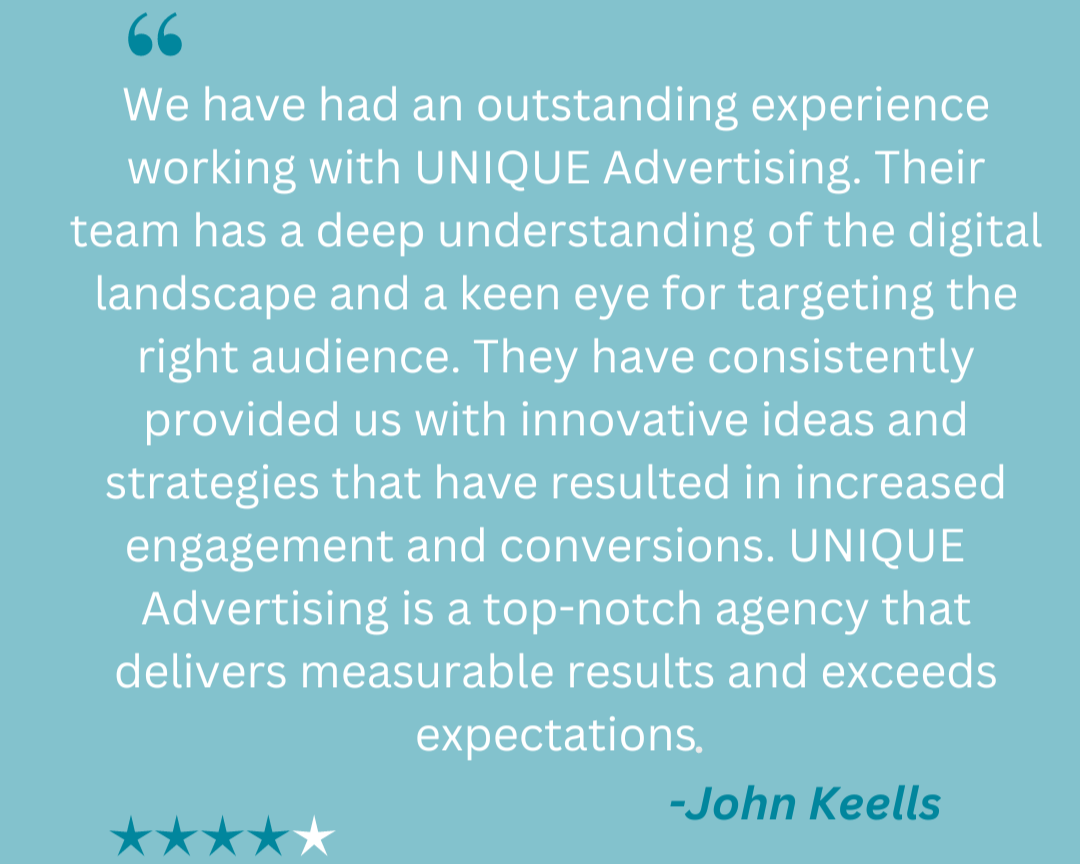 “
We have had an outstanding experience
working with UNIQUE Advertising. Their
team has a deep understanding of the digital
landscape and a keen eye for targeting the
right audience. They have consistently
provided us with innovative ideas and
strategies that have resulted in increased
engagement and conversions. UNIQUE
Advertising is a top-notch agency that
delivers measurable results and exceeds
expectations.
-John Keells